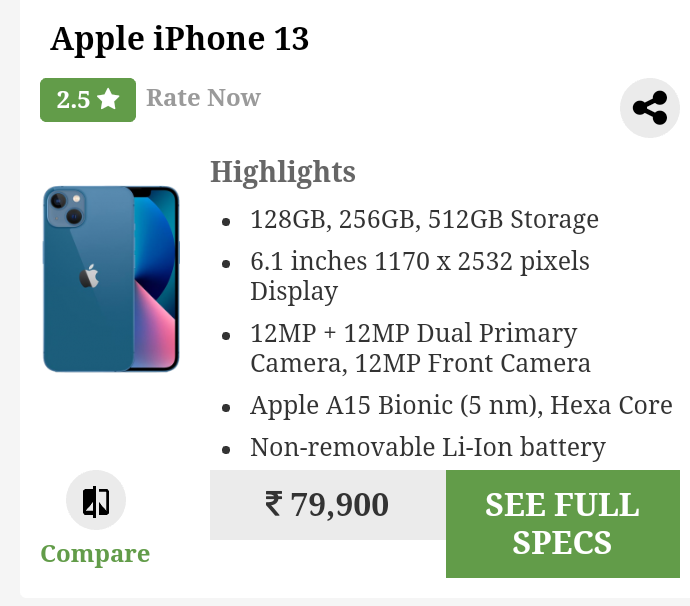 Apple iPhone 13
2.5 ★ Rate Now
Highlights
• 128GB, 256GB, 512GB Storage
• 6.1 inches 1170 x 2532 pixels
Display
• 12MP + 12MP Dual Primary
Camera, 12MP Front Camera
• Apple A15 Bionic (5 nm), Hexa Core
• Non-removable Li-Ion battery
₹ 79,900
SEE FULL
SPECS
Compare